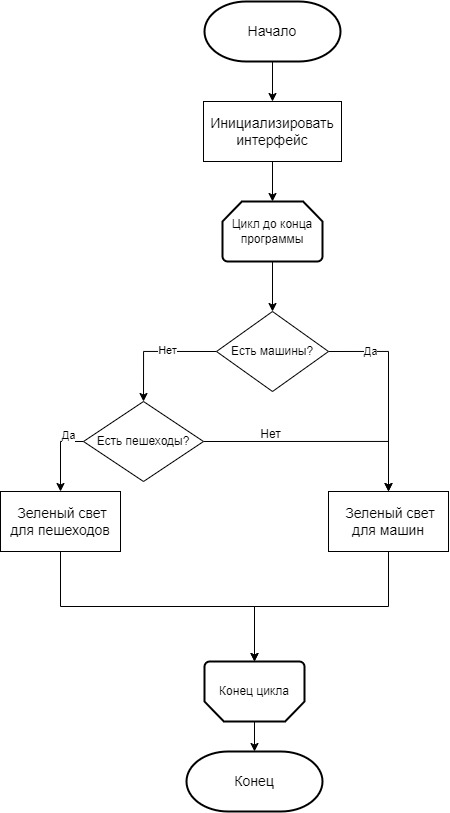 Начало
Инициализировать
интерфейс
Цикл до конца
программы
Есть машины?
Нет
Да
Есть пешеходы?
Да
Нет
Зеленый свет
для пешеходов
Зеленый свет
для машин
Конец цикла
Конец